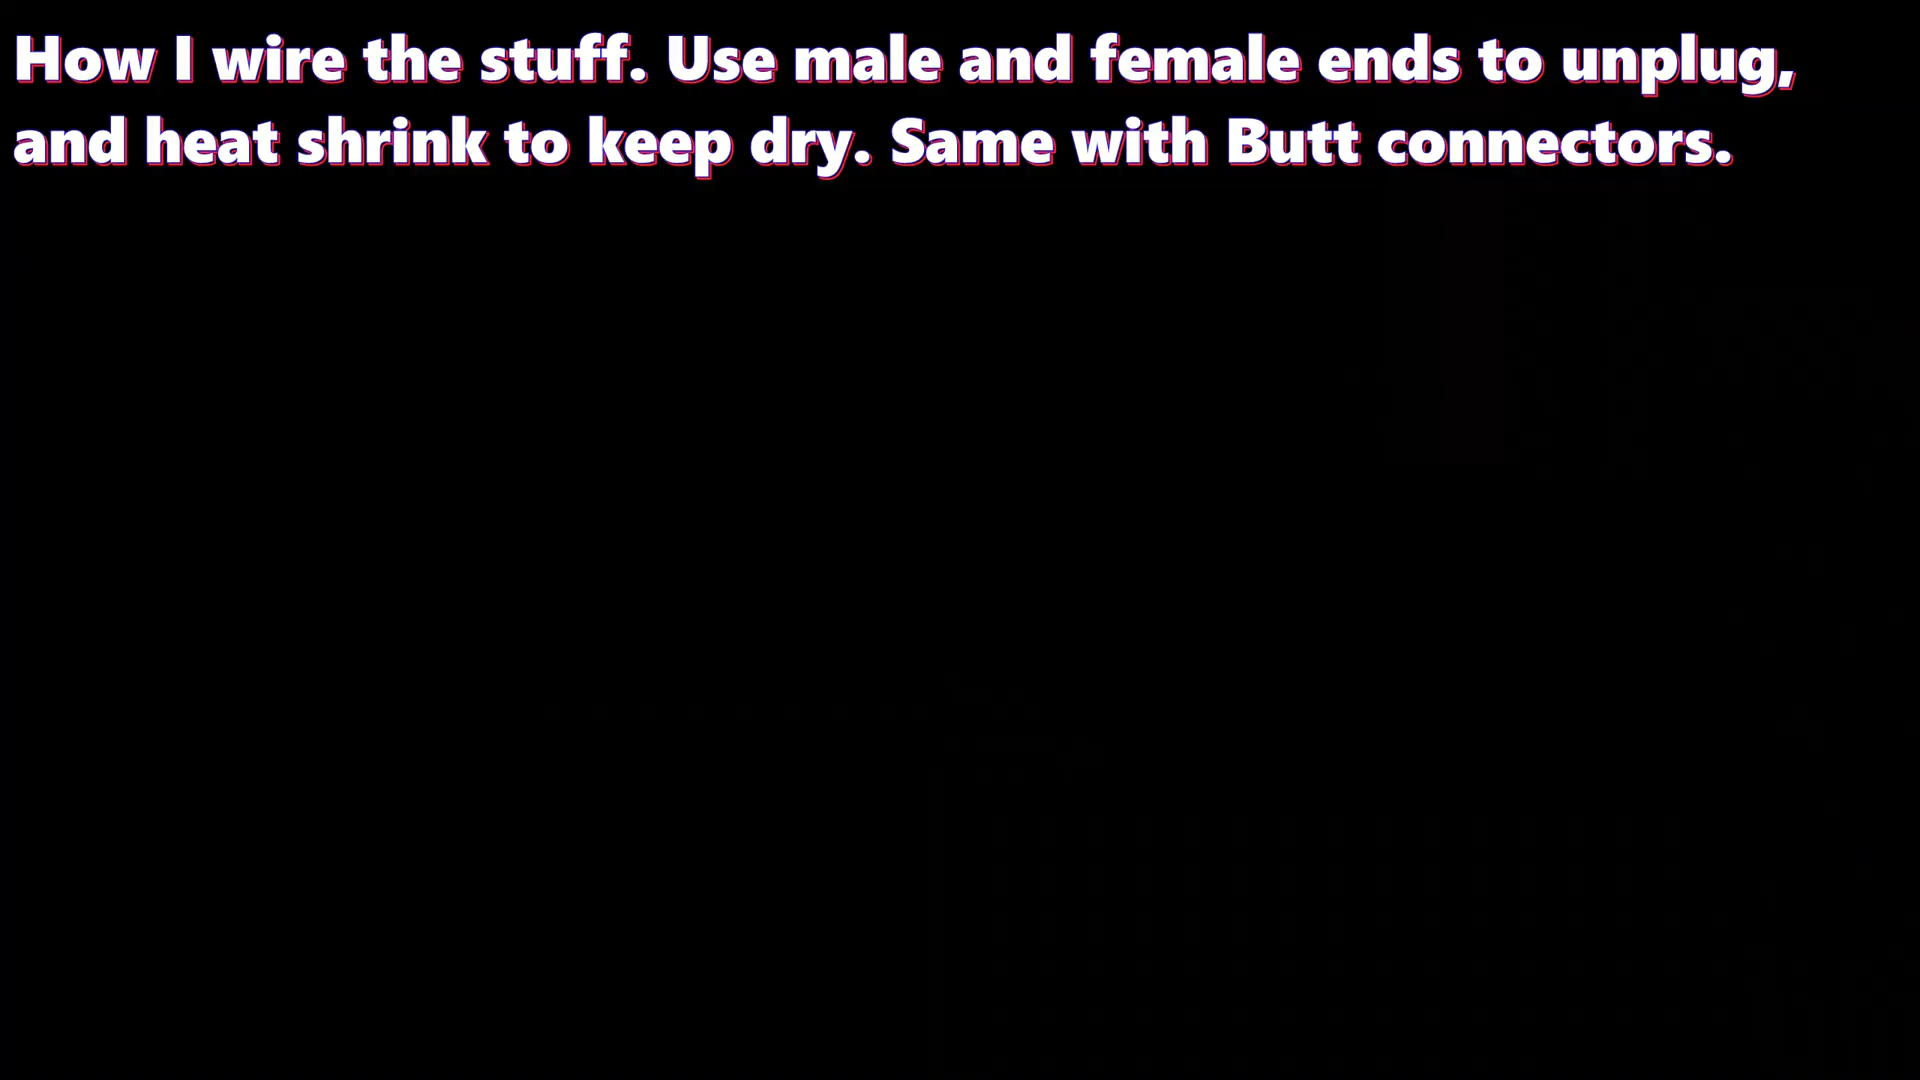 How I wire the stuff. Use male and female ends to unplug,
and heat shrink to keep dry. Same with Butt connectors.